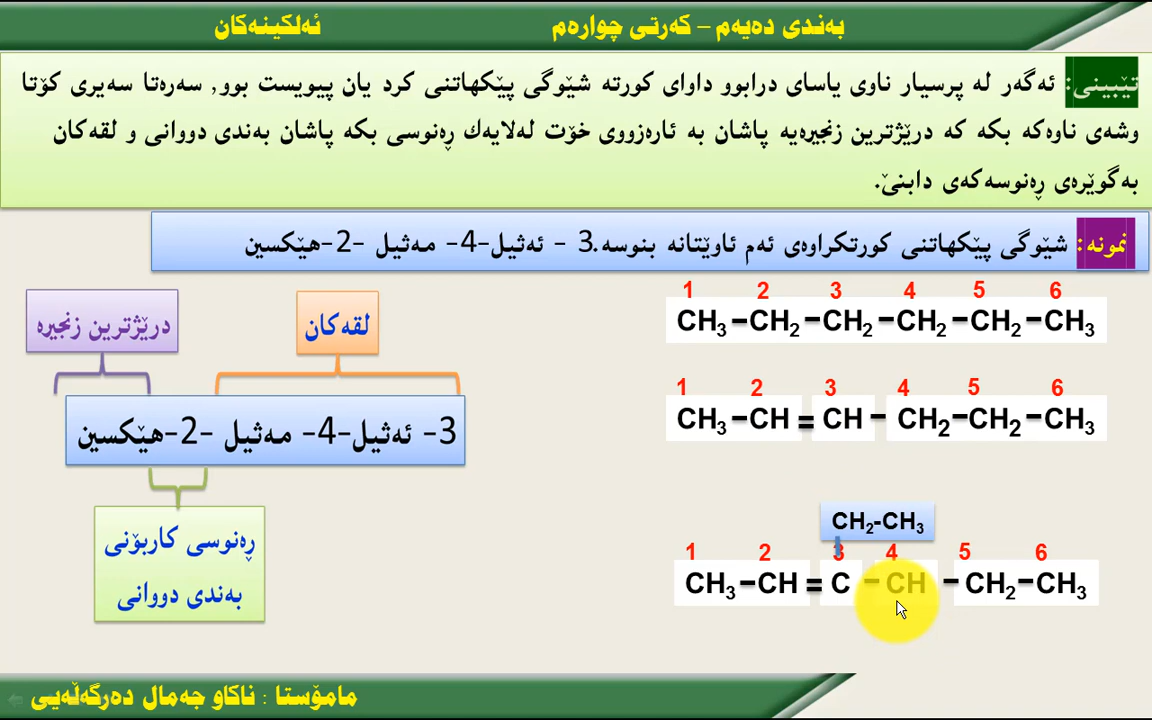 بەندی دەیەم – کەرتی چوارەم
ئەلکینەکان
تێبینی: ئەگەر لە پرسیار ناوی یاسای درابوو داوای کورتە شێوگی پێکهاتنی کرد یان پیویست بوو, سەرەتا سەیری کۆتا
وشەی ناوەکە بکە کە درێژترین زنجیرەیە پاشان بە ئارەزووی خۆت لەلایەك ڕەنوسی بکە پاشان بەندی دووانی و لقەکان
بەگوێرەی ڕەنوسەکەی دابنێ.
نمونە: شێوگی پێکهاتنی کورتکراوەی ئەم ئاوێتانە بنوسە.3 - ئەثیل-4- مەثیل -2-هێکسین
درێژترین زنجیرە
لقەکان
3- ئەثیل-4- مەثیل -2-هێکسین
ڕەنوسی کاربۆنی
بەندی دووانی
1 2 3 4 5 6
CH₃–CH₂–CH₂–CH₂–CH₂–CH₃
1 2 3 4 5 6
CH₃–CH=CH–CH₂–CH₂–CH₃
CH₂-CH₃
1 2 3 4 5 6
CH₃–CH=C–CH–CH₂–CH₃
مامۆستا : ناکاو جەمال دەرگەڵەیی